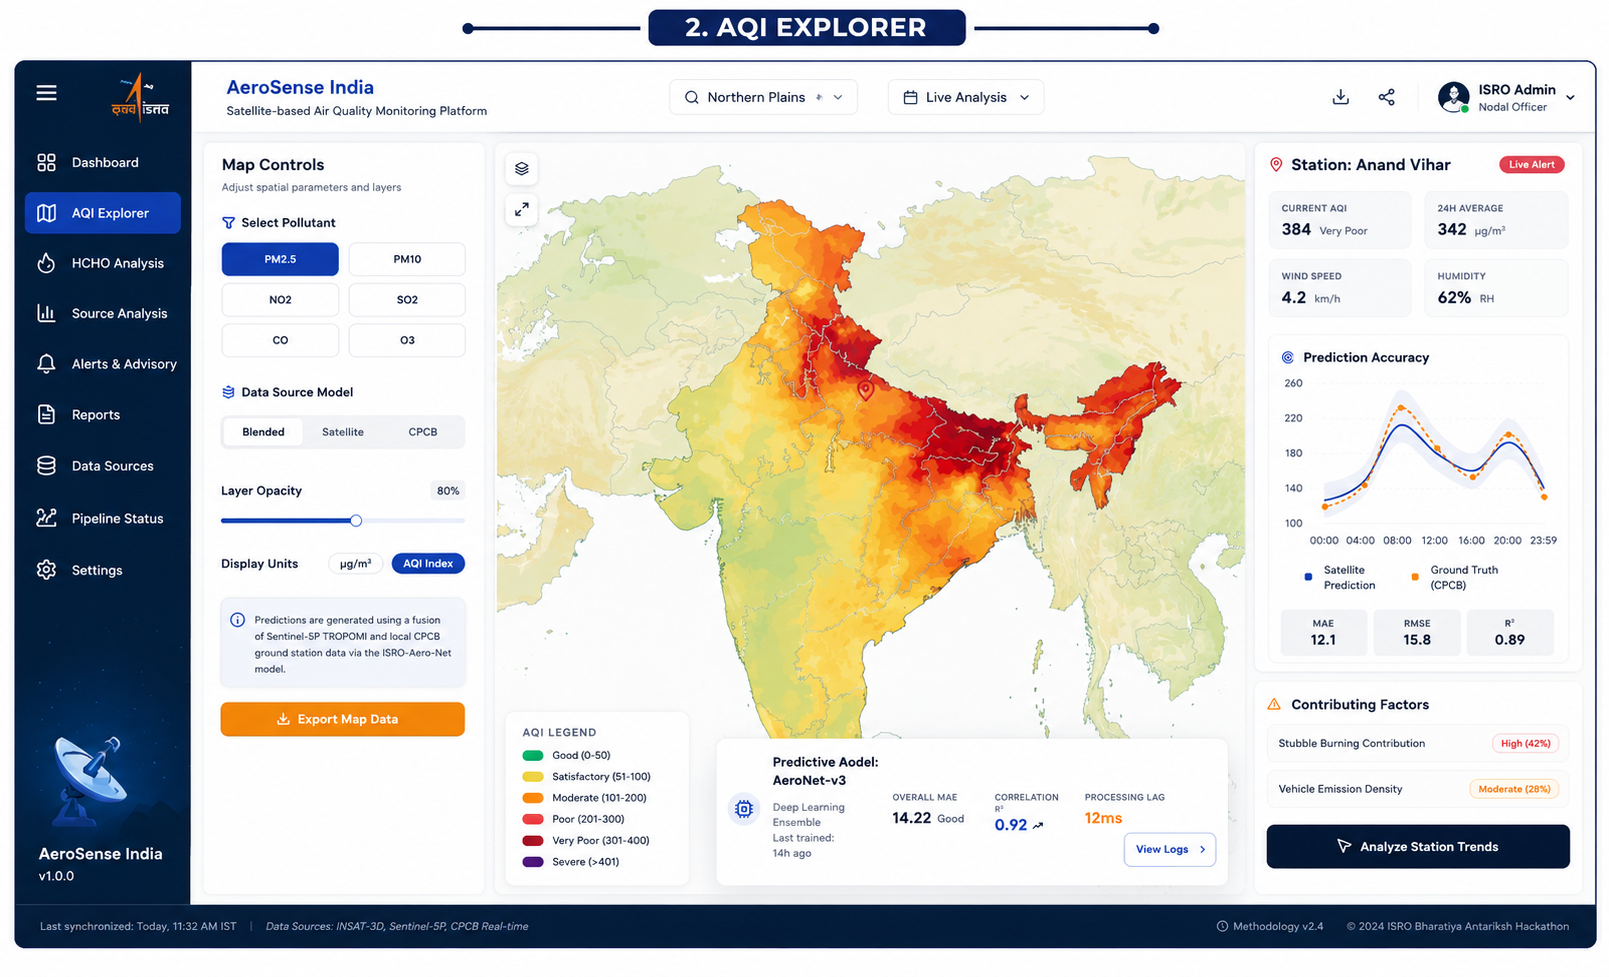 2. AQI EXPLORER
इसरो isro
AeroSense India
Satellite-based Air Quality Monitoring Platform
Northern Plains
Live Analysis
ISRO Admin
Nodal Officer
Dashboard
AQI Explorer
HCHO Analysis
Source Analysis
Alerts & Advisory
Reports
Data Sources
Pipeline Status
Settings
AeroSense India
v1.0.0
Map Controls
Adjust spatial parameters and layers
Select Pollutant
PM2.5
PM10
NO2
SO2
CO
O3
Data Source Model
Blended
Satellite
CPCB
Layer Opacity
80%
Display Units
µg/m³
AQI Index
Predictions are generated using a fusion
of Sentinel-5P TROPOMI and local CPCB
ground station data via the ISRO-Aero-Net
model.
Export Map Data
AQI LEGEND
Good (0-50)
Satisfactory (51-100)
Moderate (101-200)
Poor (201-300)
Very Poor (301-400)
Severe (>401)
Predictive Aodel:
AeroNet-v3
Deep Learning
Ensemble
Last trained:
14h ago
OVERALL MAE
14.22 Good
CORRELATION
R²
0.92
PROCESSING LAG
12ms
View Logs
Station: Anand Vihar
Live Alert
CURRENT AQI
384 Very Poor
24H AVERAGE
342 µg/m³
WIND SPEED
4.2 km/h
HUMIDITY
62% RH
Prediction Accuracy
260
220
180
140
100
00:00 04:00 08:00 12:00 16:00 20:00 23:59
Satellite
Prediction
Ground Truth
(CPCB)
MAE
12.1
RMSE
15.8
R²
0.89
Contributing Factors
Stubble Burning Contribution
High (42%)
Vehicle Emission Density
Moderate (28%)
Analyze Station Trends
Last synchronized: Today, 11:32 AM IST | Data Sources: INSAT-3D, Sentinel-5P, CPCB Real-time
Methodology v2.4
© 2024 ISRO Bharatiya Antariksh Hackathon